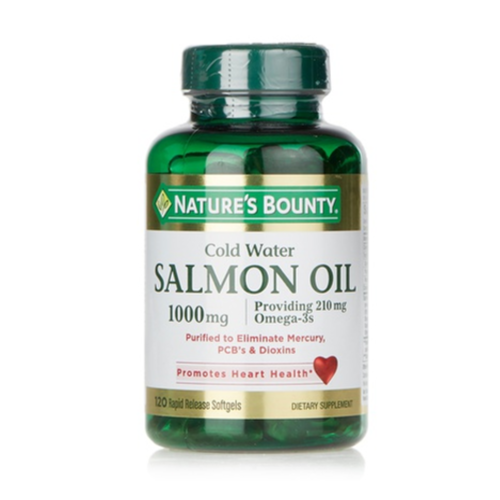 NATURE'S BOUNTY®
Cold Water
SALMON OIL
1000mg
Providing 210 mg
Omega-3s
Purified to Eliminate Mercury,
PCB's & Dioxins
Promotes Heart Health*
120 Rapid Release Softgels
DIETARY SUPPLEMENT